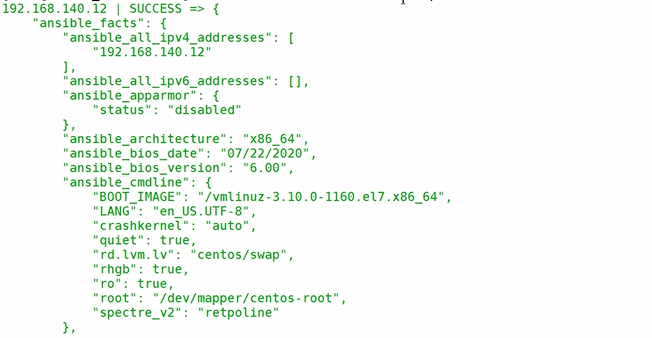 192.168.140.12 | SUCCESS => {
    "ansible_facts": {
        "ansible_all_ipv4_addresses": [
            "192.168.140.12"
        ],
        "ansible_all_ipv6_addresses": [],
        "ansible_apparmor": {
            "status": "disabled"
        },
        "ansible_architecture": "x86_64",
        "ansible_bios_date": "07/22/2020",
        "ansible_bios_version": "6.00",
        "ansible_cmdline": {
            "BOOT_IMAGE": "/vmlinuz-3.10.0-1160.el7.x86_64",
            "LANG": "en_US.UTF-8",
            "crashkernel": "auto",
            "quiet": true,
            "rd.lvm.lv": "centos/swap",
            "rhgb": true,
            "ro": true,
            "root": "/dev/mapper/centos-root",
            "spectre_v2": "retpoline"
        },